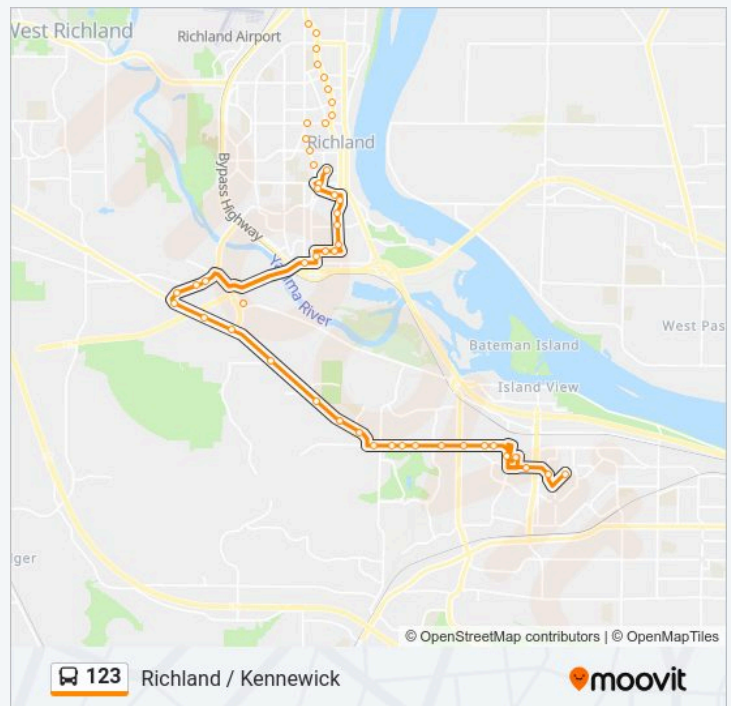 West Richland
Richland Airport
Richland
Bypass Highway
Yakima River
West Pas
Bateman Island
Island View
lger
© OpenStreetMap contributors | © OpenMapTiles
123 Richland / Kennewick
moovit